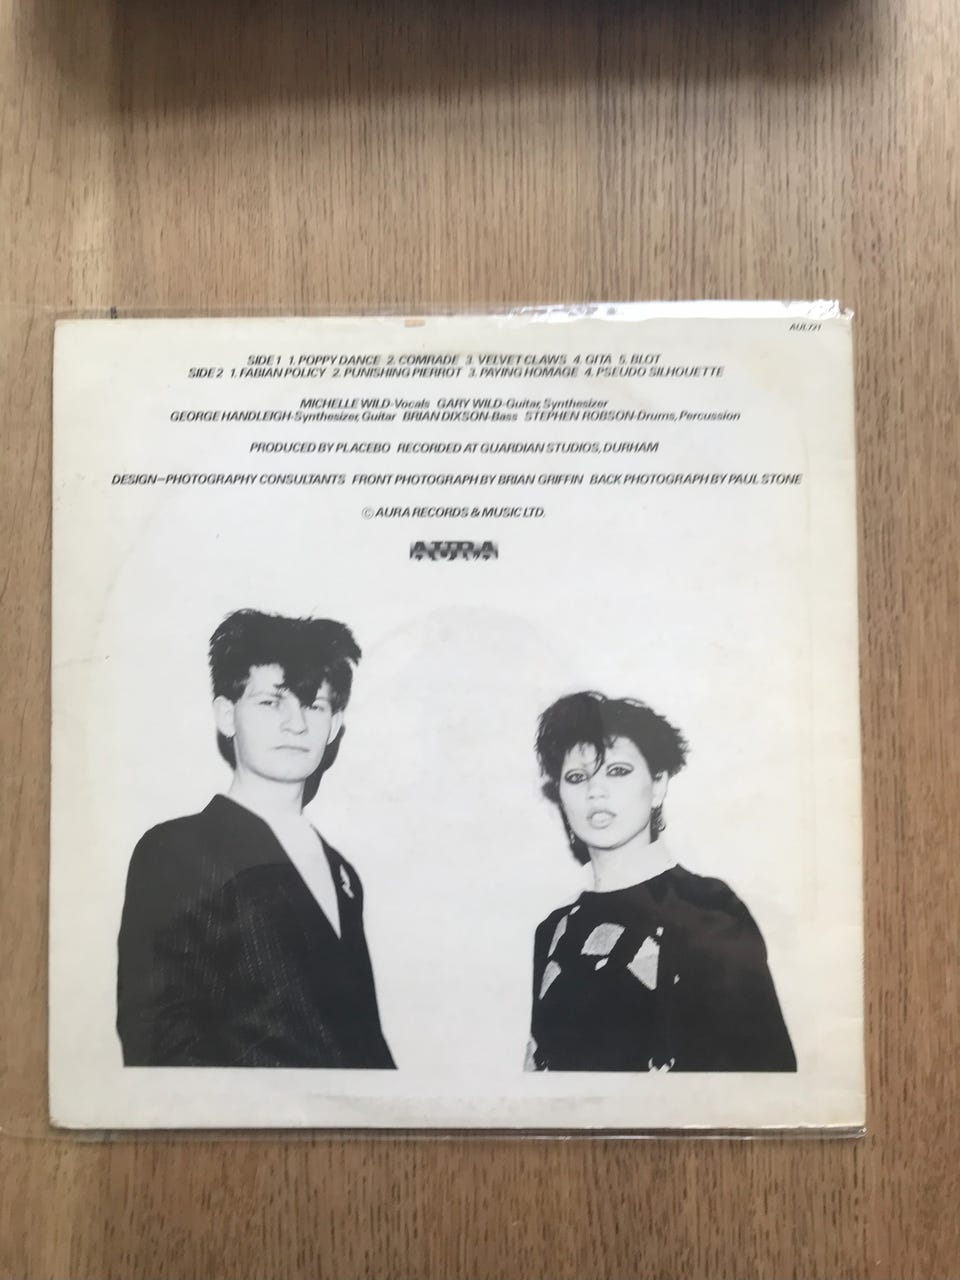 AUL721
SIDE 1 1. POPPY DANCE 2. COMRADE 3. VELVET CLAWS 4. GITA 5. BLOT
SIDE 2 1. FABIAN POLICY 2. PUNISHING PIERROT 3. PAYING HOMAGE 4. PSEUDO SILHOUETTE
MICHELLE WILD-Vocals GARY WILD-Guitar, Synthesizer
GEORGE HANDLEIGH-Synthesizer, Guitar BRIAN DIXSON-Bass STEPHEN ROBSON-Drums, Percussion
PRODUCED BY PLACEBO RECORDED AT GUARDIAN STUDIOS, DURHAM
DESIGN—PHOTOGRAPHY CONSULTANTS FRONT PHOTOGRAPH BY BRIAN GRIFFIN BACK PHOTOGRAPH BY PAUL STONE
© AURA RECORDS & MUSIC LTD.
AURA